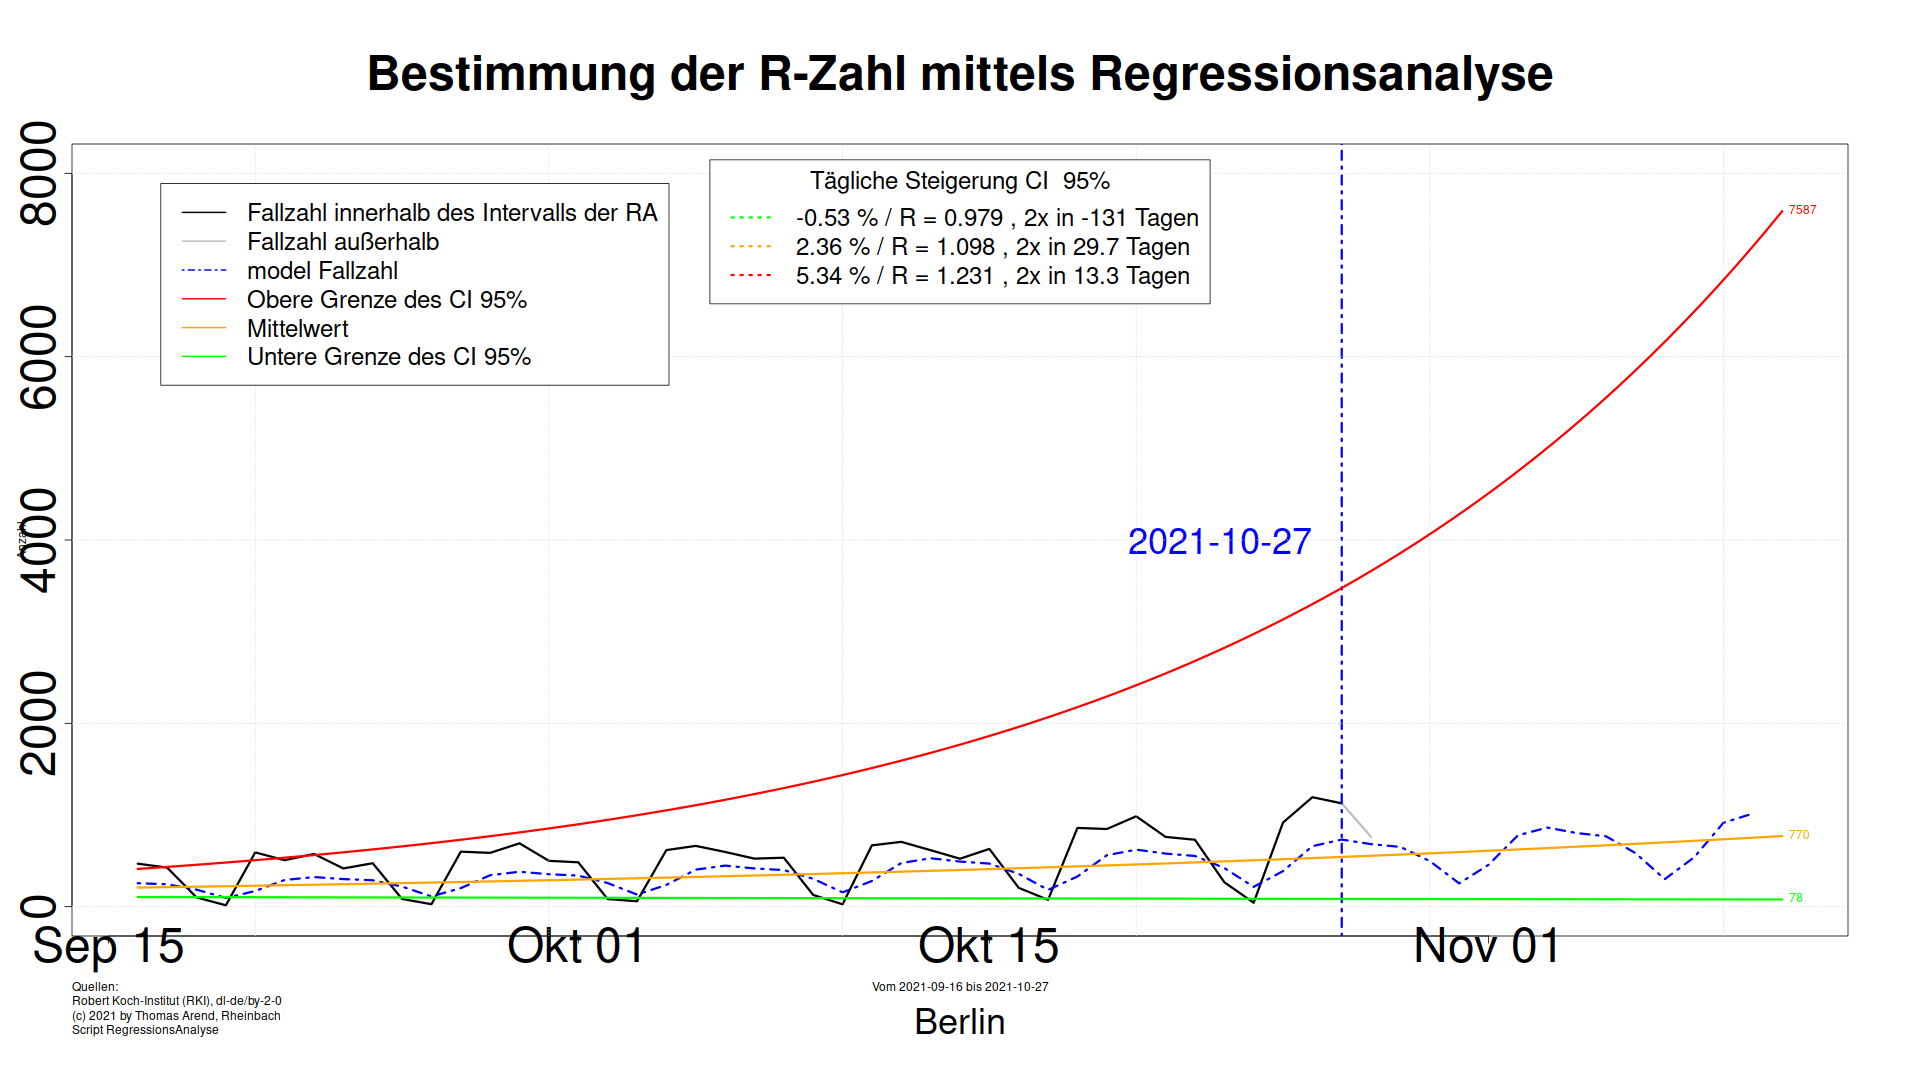 Bestimmung der R-Zahl mittels Regressionsanalyse
8000
6000
4000
2000
0
Anzahl
Fallzahl innerhalb des Intervalls der RA
Fallzahl außerhalb
model Fallzahl
Obere Grenze des CI 95%
Mittelwert
Untere Grenze des CI 95%
Tägliche Steigerung CI 95%
-0.53 % / R = 0.979 , 2x in -131 Tagen
2.36 % / R = 1.098 , 2x in 29.7 Tagen
5.34 % / R = 1.231 , 2x in 13.3 Tagen
7587
2021-10-27
770
78
Sep 15 Okt 01 Okt 15 Nov 01
Quellen:
Robert Koch-Institut (RKI), dl-de/by-2-0
(c) 2021 by Thomas Arend, Rheinbach
Script RegressionsAnalyse
Vom 2021-09-16 bis 2021-10-27
Berlin